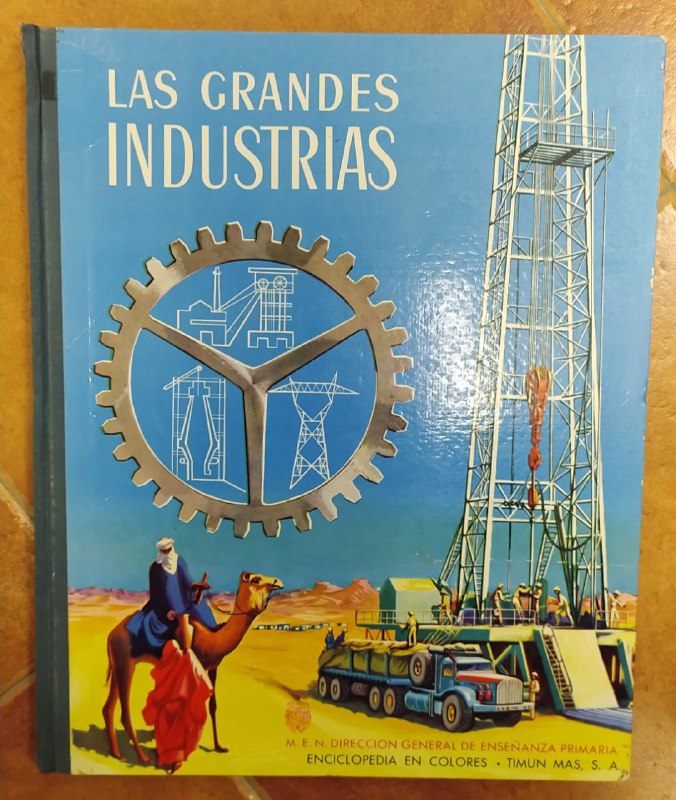 LAS GRANDES
INDUSTRIAS
M. E. N. DIRECCION GENERAL DE ENSEÑANZA PRIMARIA
ENCICLOPEDIA EN COLORES • TIMUN MAS, S. A.